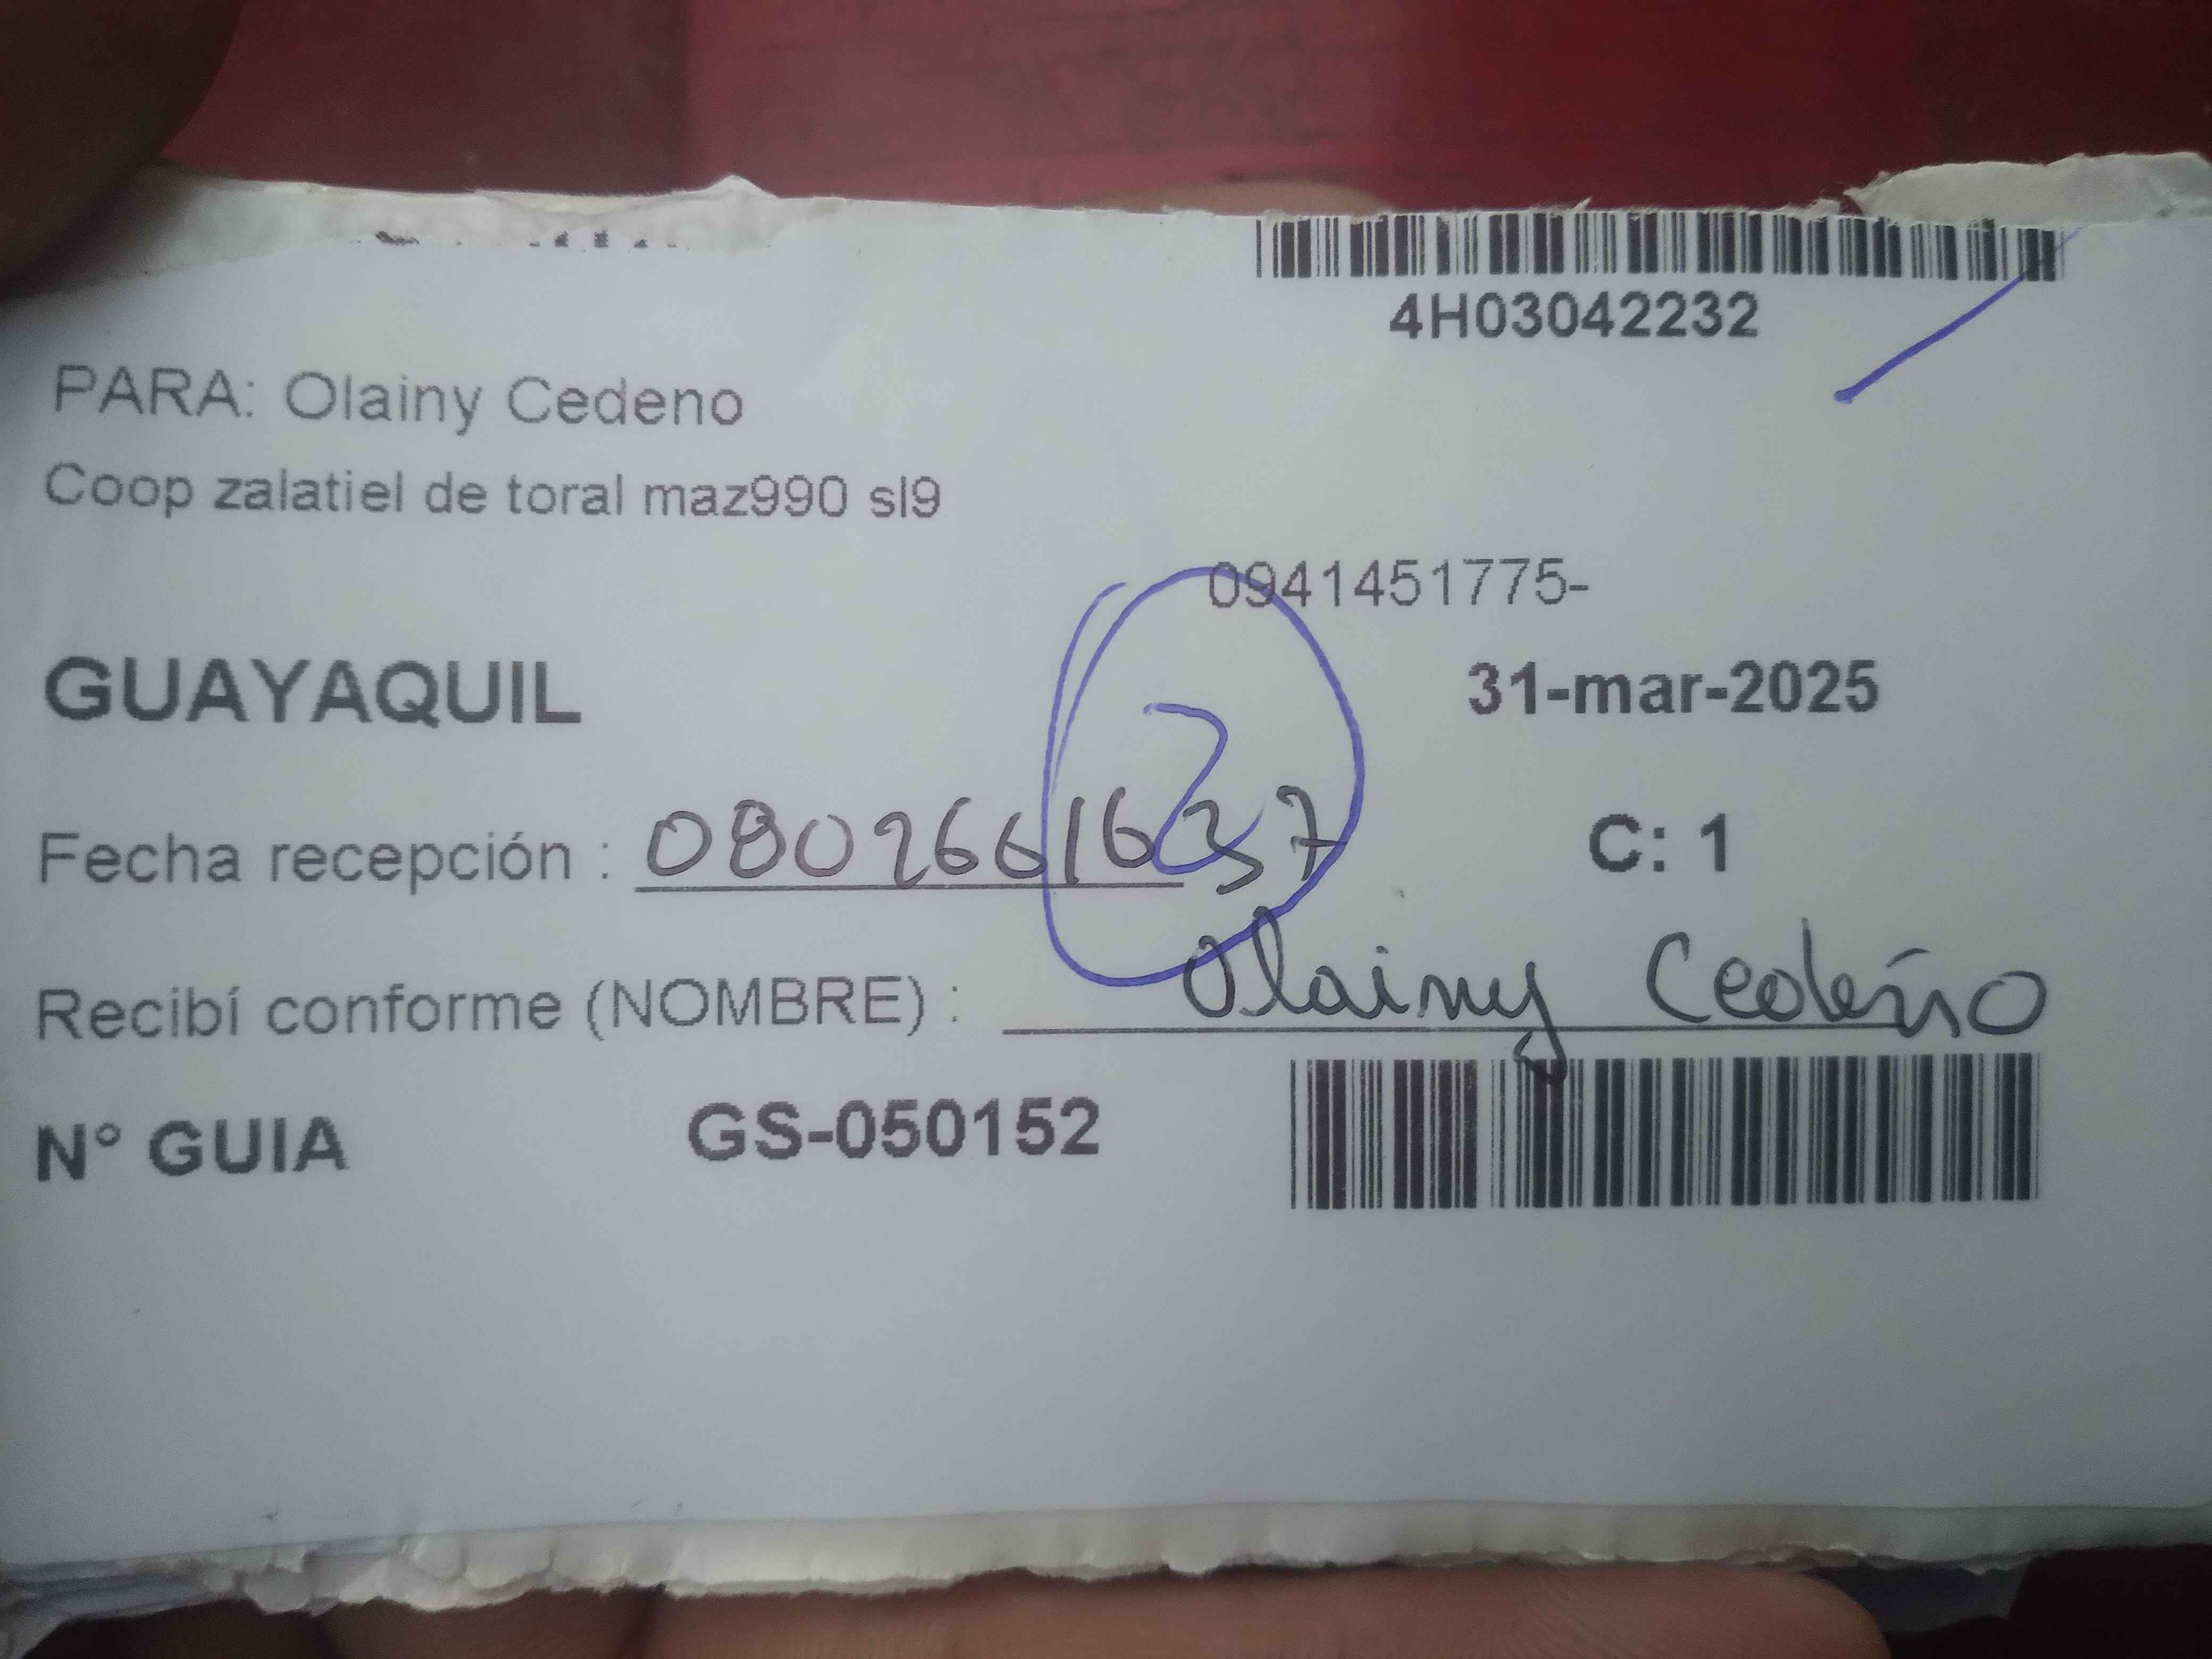 4H03042232
PARA: Olainy Cedeno
Coop zalatiel de toral maz990 sl9
0941451775-
GUAYAQUIL 31-mar-2025
2
Fecha recepción : 0802661637 C: 1
Recibí conforme (NOMBRE) : Olainy Cedeño
N° GUIA GS-050152